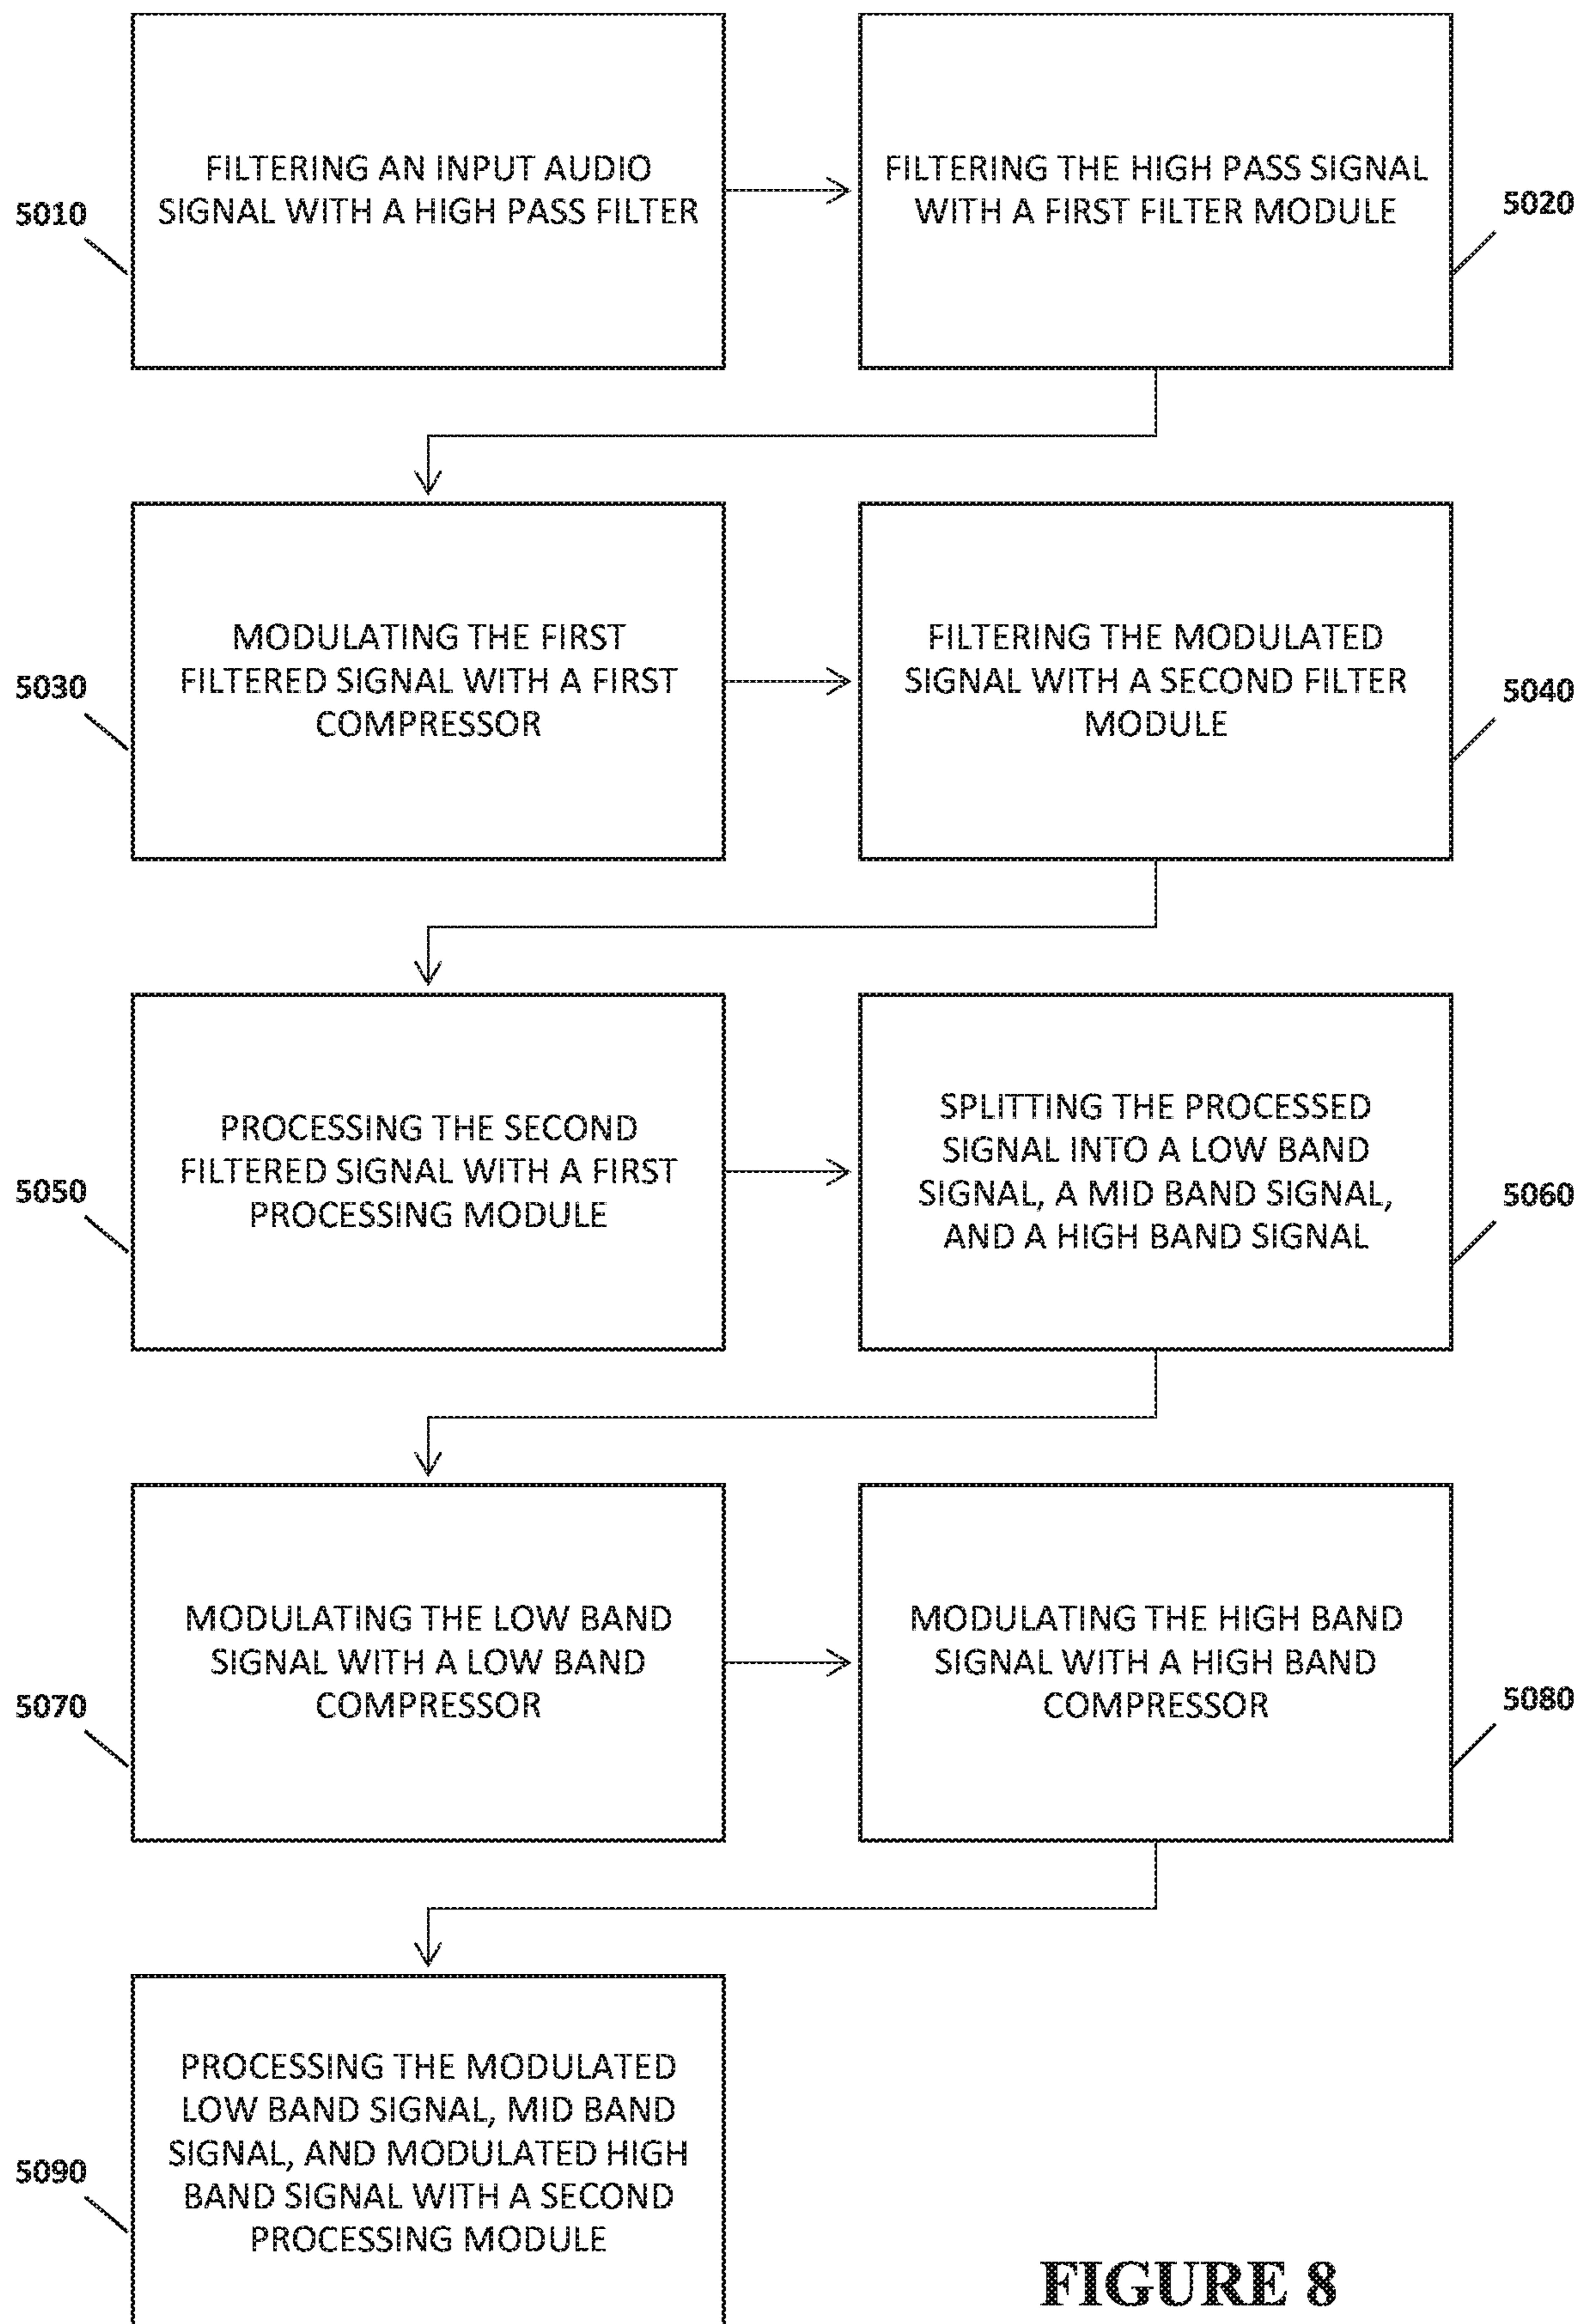 FILTERING AN INPUT AUDIO
SIGNAL WITH A HIGH PASS FILTER
5010
FILTERING THE HIGH PASS SIGNAL
WITH A FIRST FILTER MODULE
5020
MODULATING THE FIRST
FILTERED SIGNAL WITH A FIRST
COMPRESSOR
5030
FILTERING THE MODULATED
SIGNAL WITH A SECOND FILTER
MODULE
5040
PROCESSING THE SECOND
FILTERED SIGNAL WITH A FIRST
PROCESSING MODULE
5050
SPLITTING THE PROCESSED
SIGNAL INTO A LOW BAND
SIGNAL, A MID BAND SIGNAL,
AND A HIGH BAND SIGNAL
5060
MODULATING THE LOW BAND
SIGNAL WITH A LOW BAND
COMPRESSOR
5070
MODULATING THE HIGH BAND
SIGNAL WITH A HIGH BAND
COMPRESSOR
5080
PROCESSING THE MODULATED
LOW BAND SIGNAL, MID BAND
SIGNAL, AND MODULATED HIGH
BAND SIGNAL WITH A SECOND
PROCESSING MODULE
5090
FIGURE 8